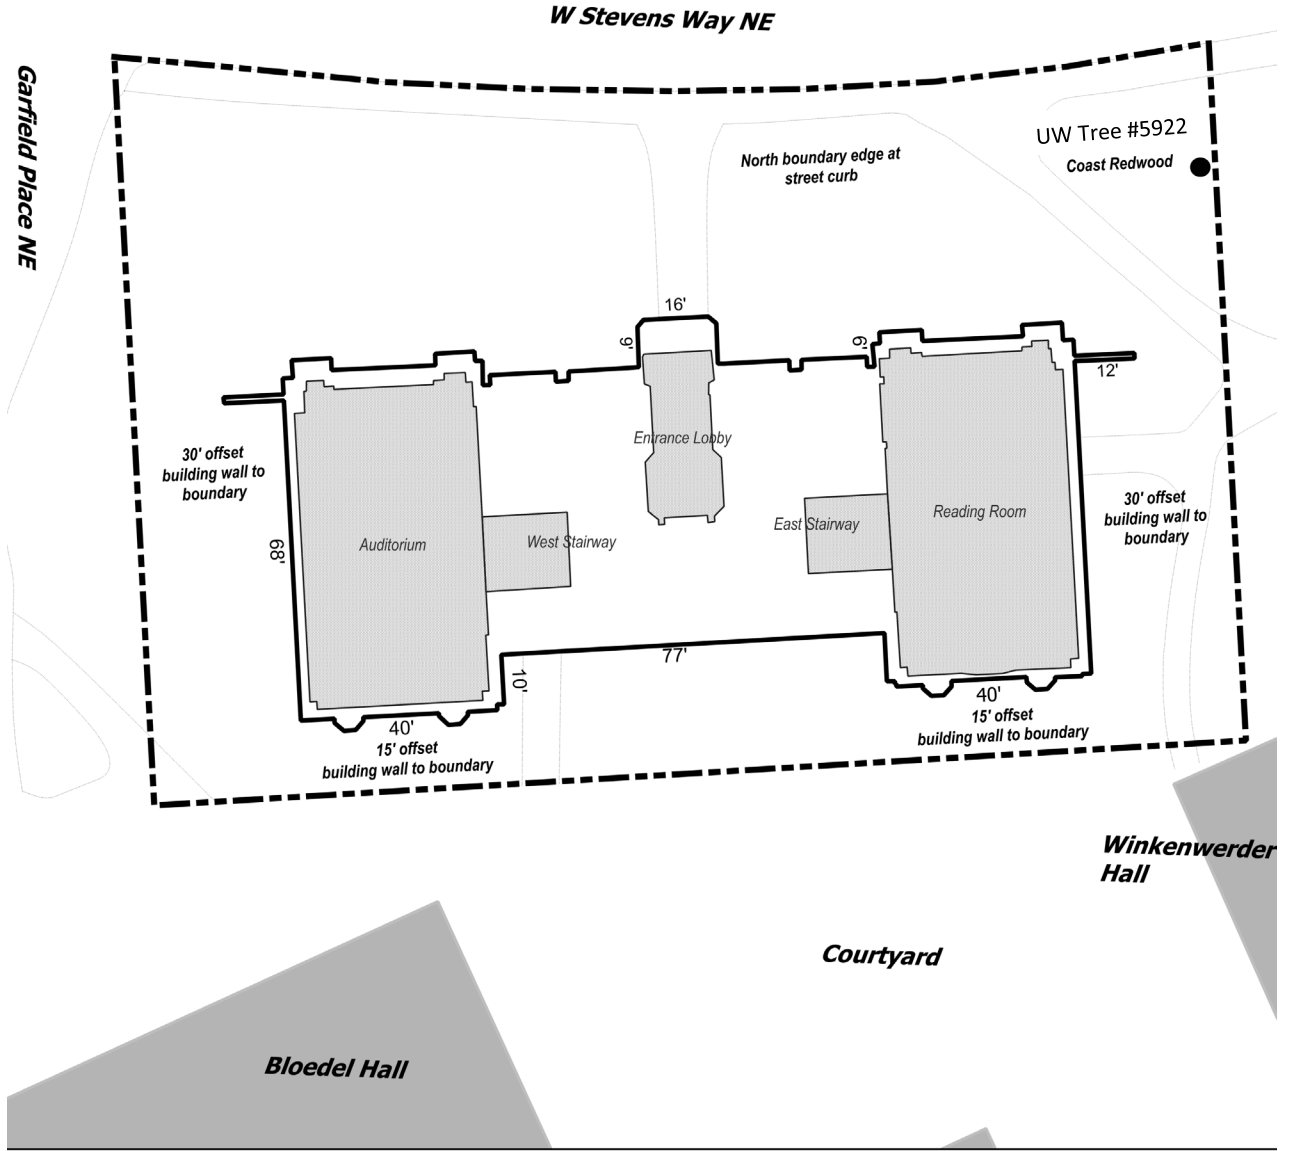 W Stevens Way NE
Garfield Place NE
UW Tree #5922
Coast Redwood
North boundary edge at
street curb
16'
9'
9'
12'
30' offset
building wall to
boundary
Entrance Lobby
Auditorium
West Stairway
East Stairway
Reading Room
30' offset
building wall to
boundary
68'
77'
10'
40'
15' offset
building wall to boundary
40'
15' offset
building wall to boundary
Winkenwerder
Hall
Courtyard
Bloedel Hall